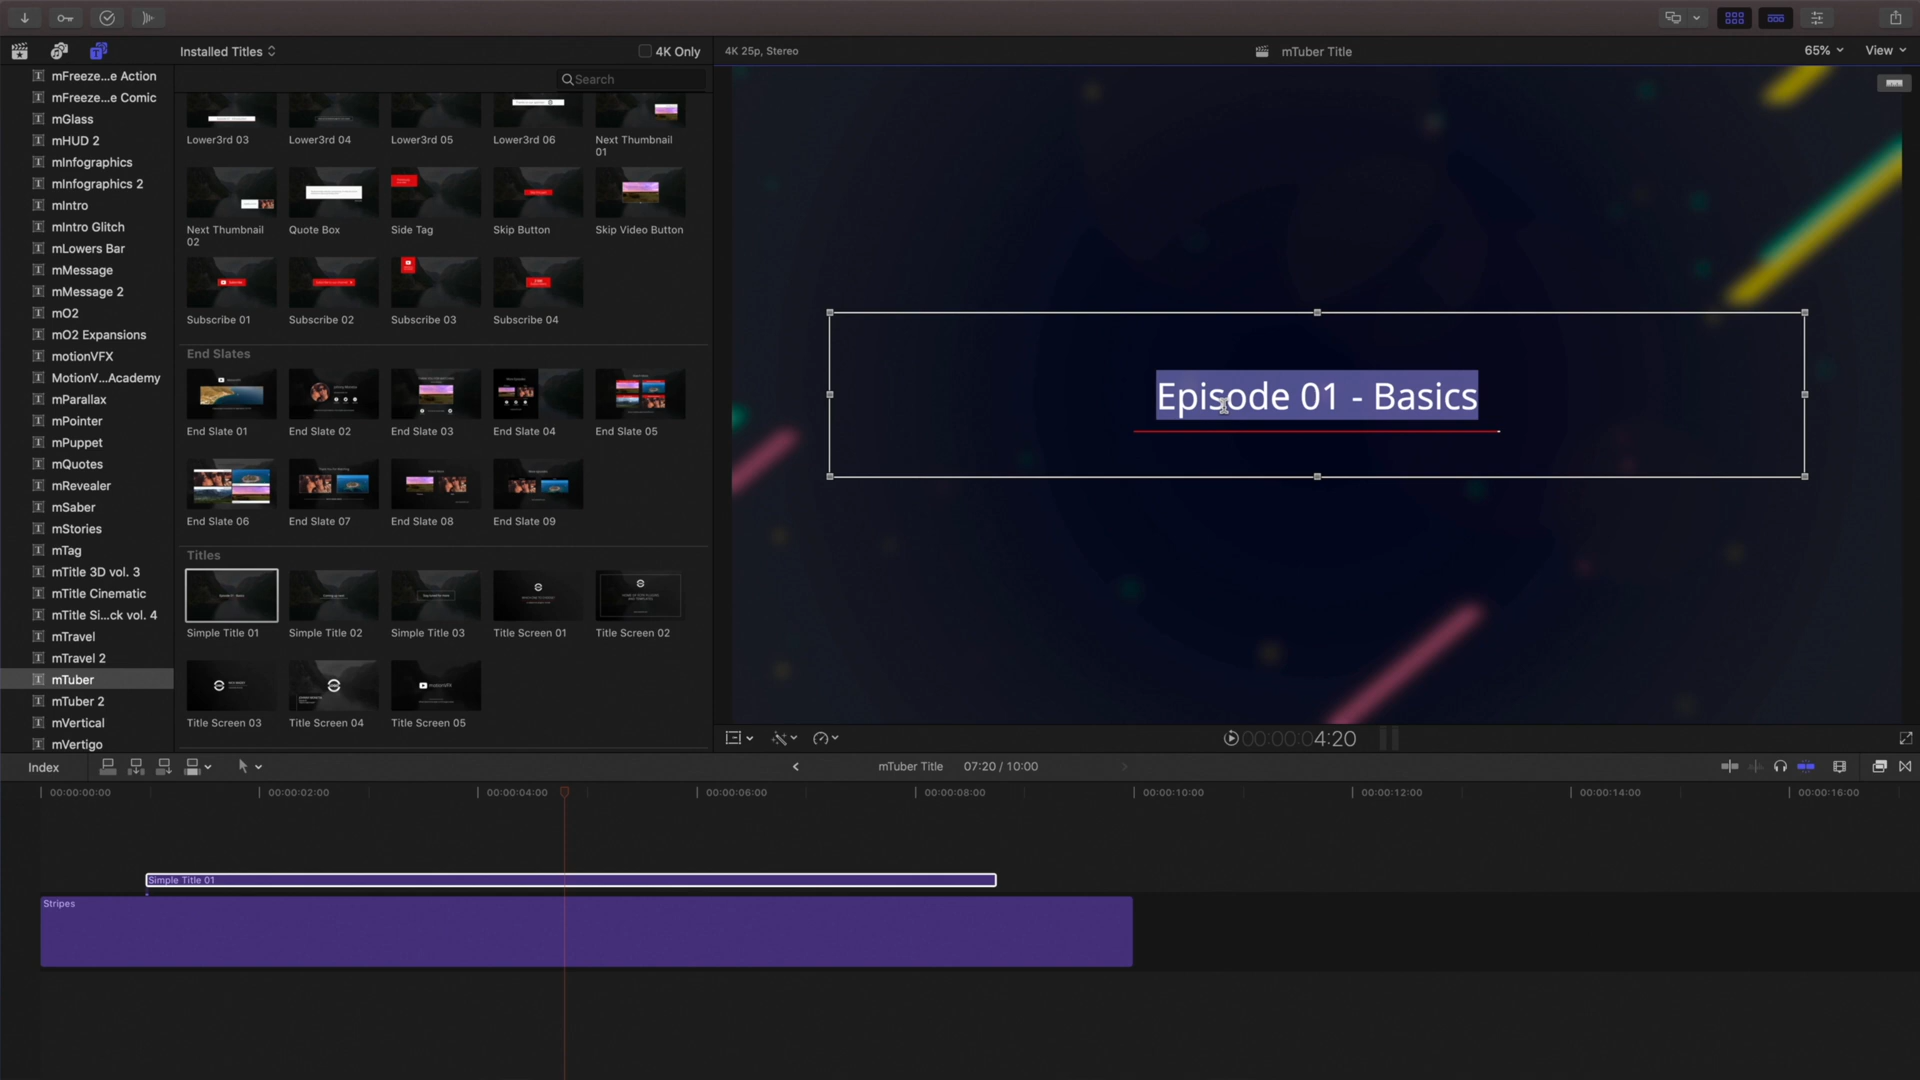 Installed Titles
4K Only
4K 25p, Stereo
mTuber Title
65%
View
Search
mFreeze...e Action
mFreeze...e Comic
mGlass
mHUD 2
mInfographics
mInfographics 2
mIntro
mIntro Glitch
mLowers Bar
mMessage
mMessage 2
mO2
mO2 Expansions
motionVFX
MotionV...Academy
mParallax
mPointer
mPuppet
mQuotes
mRevealer
mSaber
mStories
mTag
mTitle 3D vol. 3
mTitle Cinematic
mTitle Si...ck vol. 4
mTravel
mTravel 2
mTuber
mTuber 2
mVertical
mVertigo
Lower3rd 03
Lower3rd 04
Lower3rd 05
Lower3rd 06
Next Thumbnail
01
Next Thumbnail
02
Quote Box
Side Tag
Skip Button
Skip Video Button
Subscribe 01
Subscribe 02
Subscribe 03
Subscribe 04
End Slates
End Slate 01
End Slate 02
End Slate 03
End Slate 04
End Slate 05
End Slate 06
End Slate 07
End Slate 08
End Slate 09
Titles
Simple Title 01
Simple Title 02
Simple Title 03
Title Screen 01
Title Screen 02
Title Screen 03
Title Screen 04
Title Screen 05
Episode 01 - Basics
00:00:04:20
Index
mTuber Title
07:20 / 10:00
00:00:00:00
00:00:02:00
00:00:04:00
00:00:06:00
00:00:08:00
00:00:10:00
00:00:12:00
00:00:14:00
00:00:16:00
Simple Title 01
Stripes